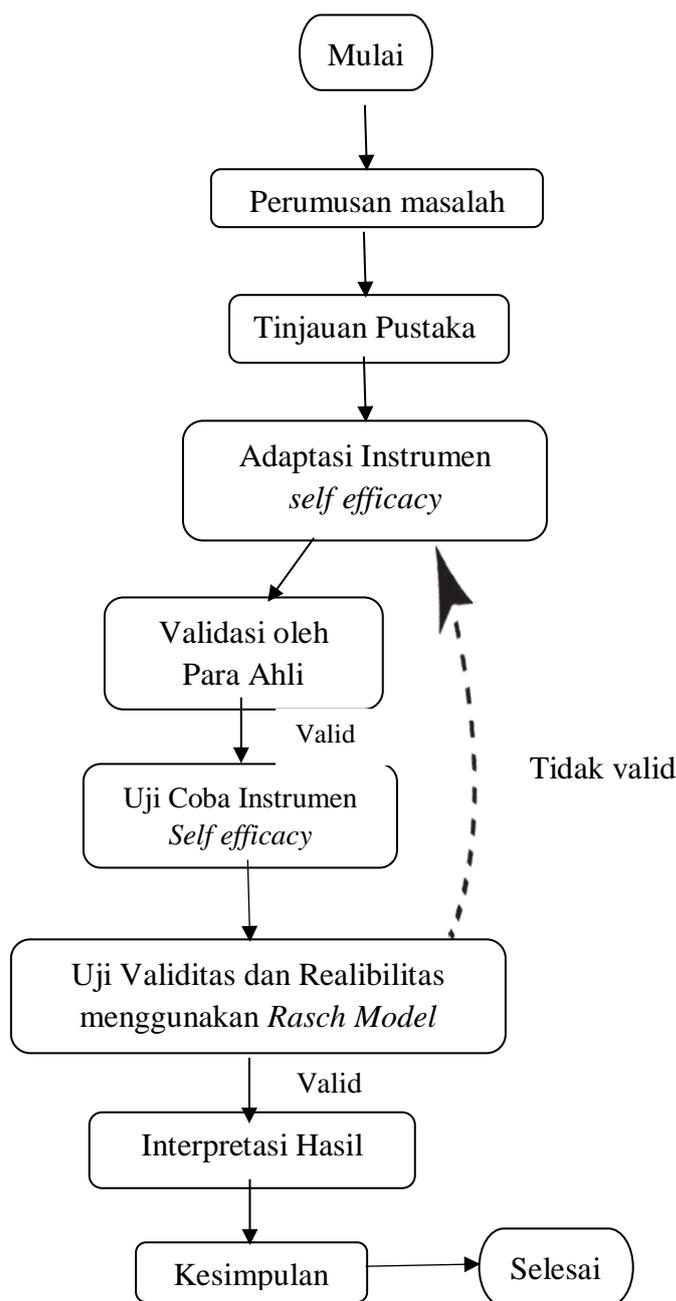 Mulai
Perumusan masalah
Tinjauan Pustaka
Adaptasi Instrumen
self efficacy
Validasi oleh
Para Ahli
Valid
Tidak valid
Uji Coba Instrumen
Self efficacy
Uji Validitas dan Realibilitas
menggunakan Rasch Model
Valid
Interpretasi Hasil
Kesimpulan
Selesai